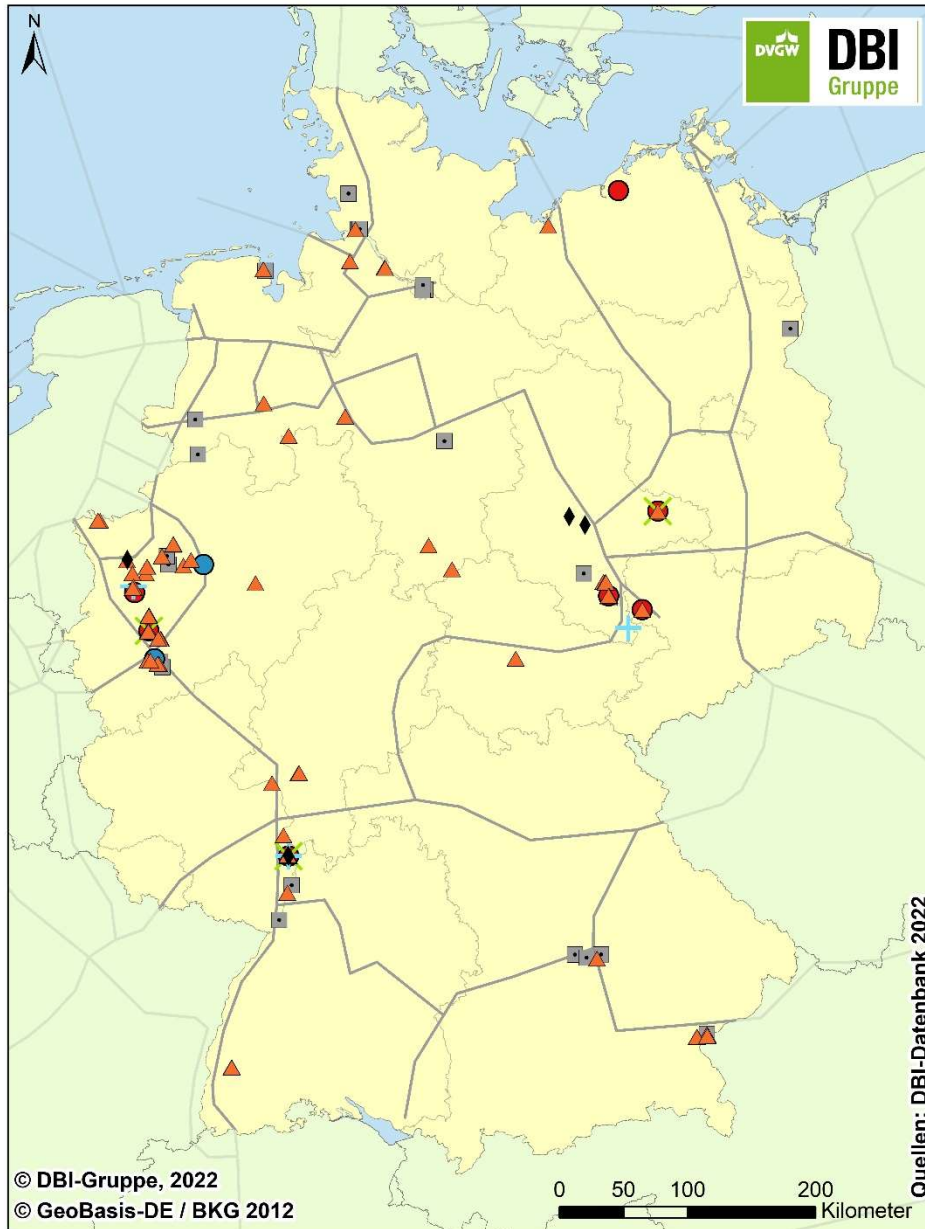 N
DVGW
DBI
Gruppe
Quellen: DBI-Datenbank 2022
© DBI-Gruppe, 2022
© GeoBasis-DE / BKG 2012
0 50 100 200
Kilometer